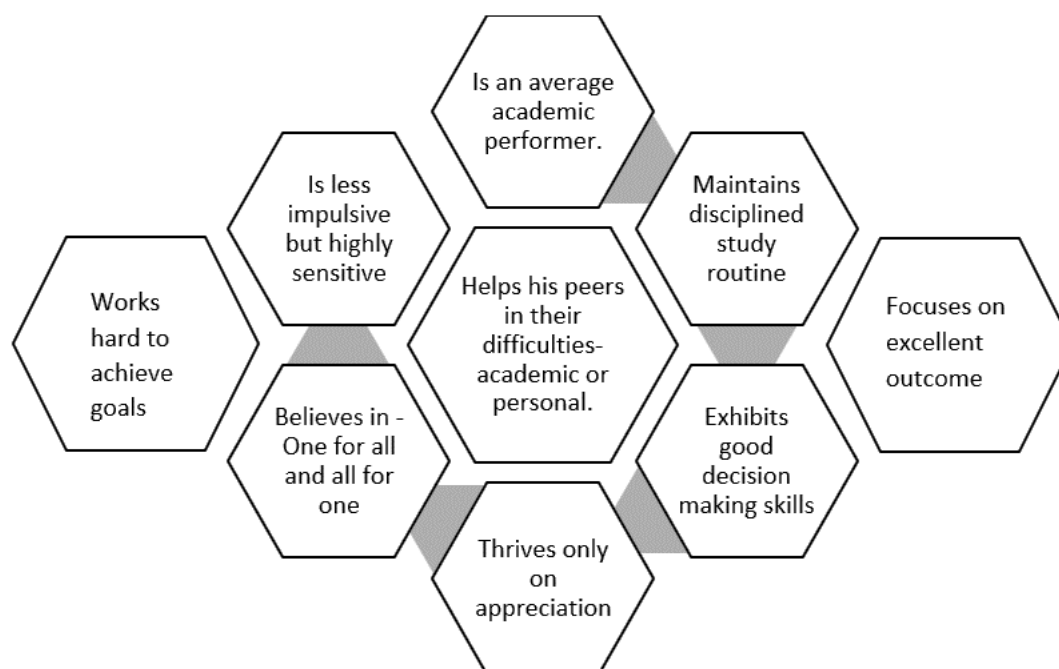 Is an average
academic
performer.
Is less
impulsive
but highly
sensitive
Maintains
disciplined
study
routine
Works
hard to
achieve
goals
Helps his peers
in their
difficulties-
academic or
personal.
Focuses on
excellent
outcome
Believes in -
One for all
and all for
one
Exhibits
good
decision
making skills
Thrives only
on
appreciation